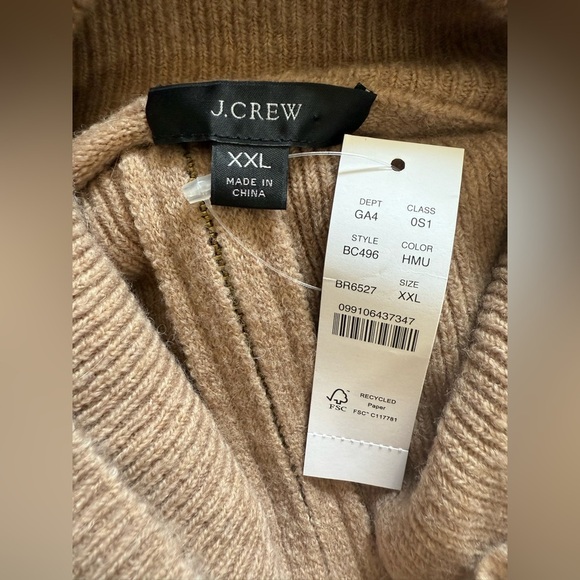 J.CREW
XXL
MADE IN
CHINA
DEPT CLASS
GA4 0S1
STYLE COLOR
BC496 HMU
SIZE
BR6527 XXL
099106437347
FSC
RECYCLED
Paper
FSC® C117781